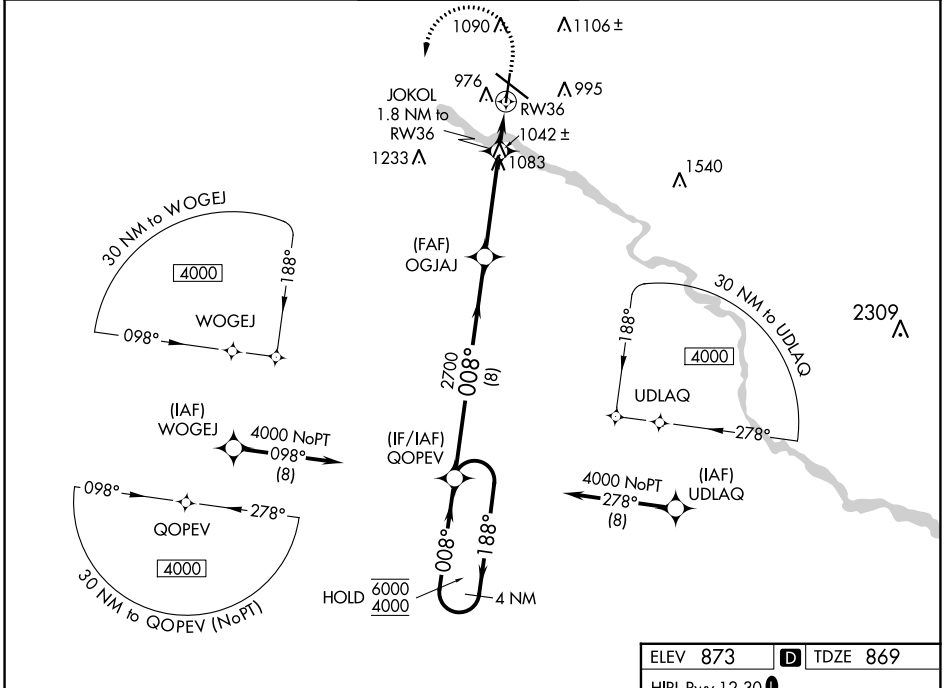 1090
1106±
976
995
RW36
JOKOL
1.8 NM to
RW36
1042±
1083
1233
1540
30 NM to WOGEJ
4000
188°
WOGEJ
098°
(FAF)
OGJAJ
30 NM to UDLAQ
188°
4000
UDLAQ
278°
2309
2700
008°
(8)
(IAF)
WOGEJ
4000 NoPT
098°
(8)
(IF/IAF)
QOPEV
4000 NoPT
278°
(8)
(IAF)
UDLAQ
098°
278°
QOPEV
4000
30 NM to QOPEV (NoPT)
008°
188°
HOLD
6000
4000
4 NM
ELEV 873 D TDZE 869
HIRL Rwy 12-30 L